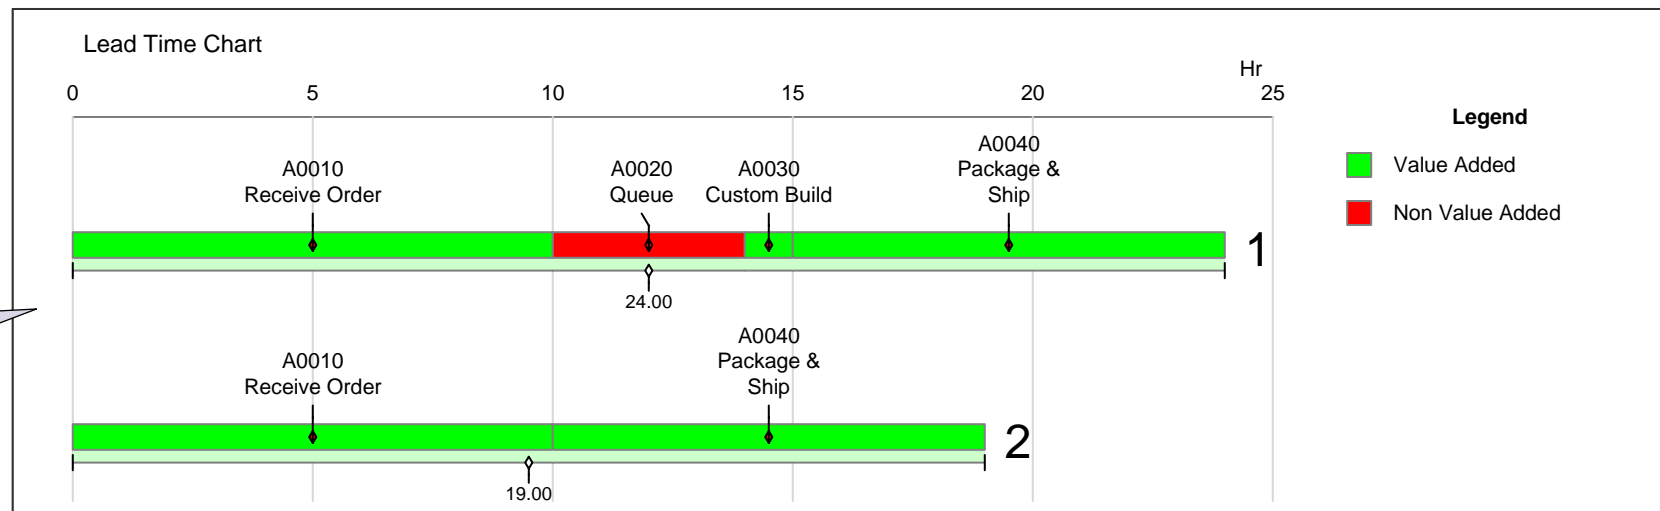 Lead Time Chart
Hr
0 5 10 15 20 25
Legend
Value Added
Non Value Added
A0010
Receive Order
A0020
Queue
A0030
Custom Build
A0040
Package &
Ship
1
24.00
A0010
Receive Order
A0040
Package &
Ship
2
19.00